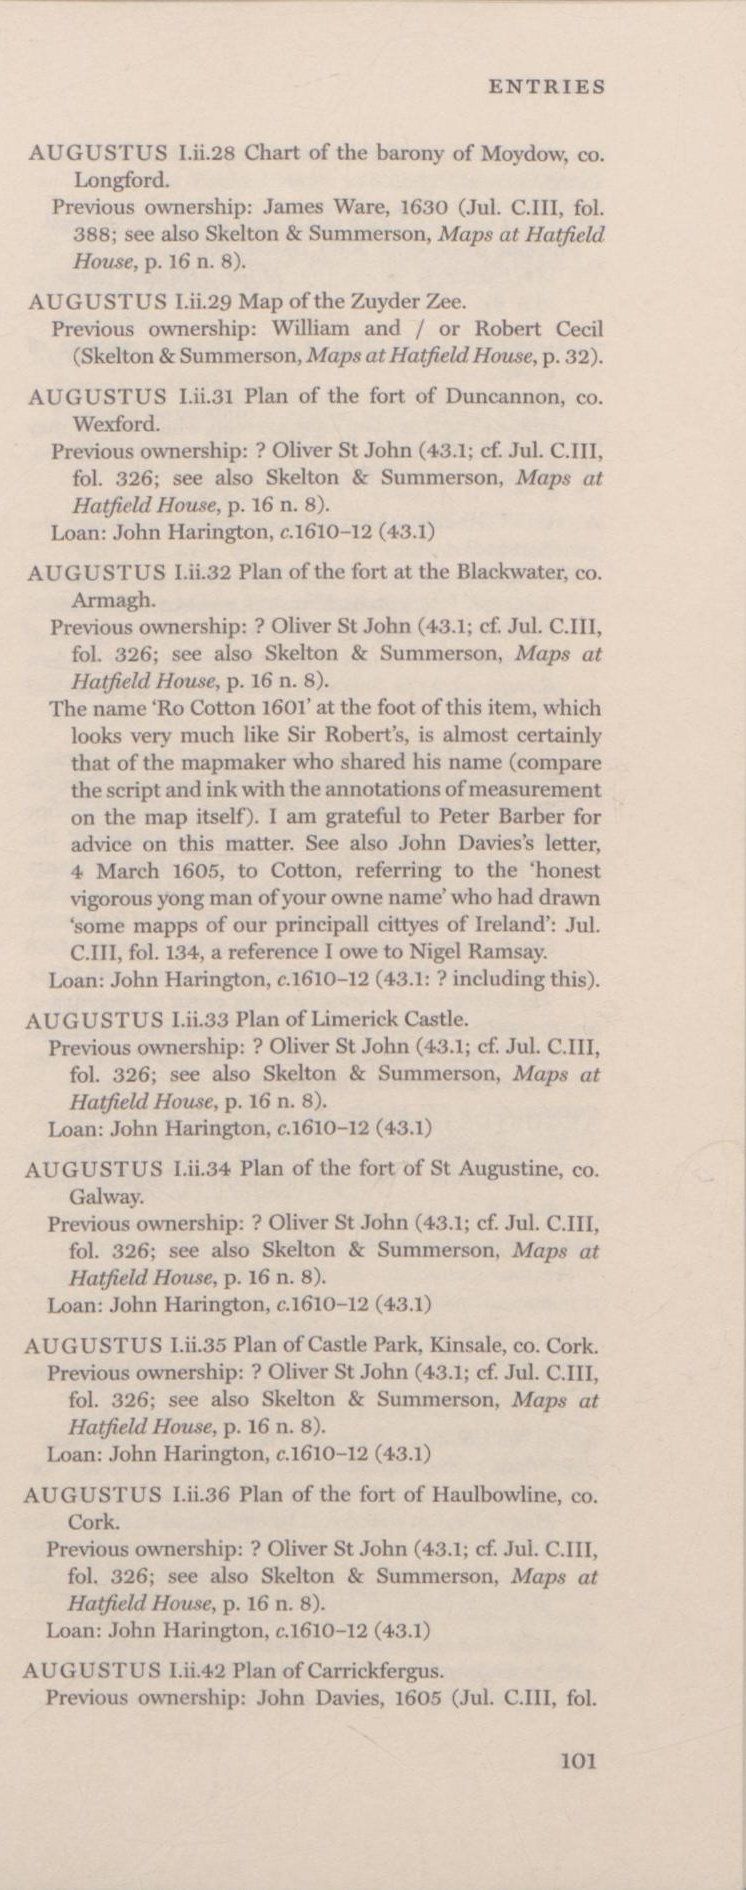 ENTRIES
AUGUSTUS I.ii.28 Chart of the barony of Moydow, co.
Longford.
Previous ownership: James Ware, 1630 (Jul. C.III, fol.
388; see also Skelton & Summerson, Maps at Hatfield
House, p. 16 n. 8).
AUGUSTUS I.ii.29 Map of the Zuyder Zee.
Previous ownership: William and / or Robert Cecil
(Skelton & Summerson, Maps at Hatfield House, p. 32).
AUGUSTUS I.ii.31 Plan of the fort of Duncannon, co.
Wexford.
Previous ownership: ? Oliver St John (43.1; cf. Jul. C.III,
fol. 326; see also Skelton & Summerson, Maps at
Hatfield House, p. 16 n. 8).
Loan: John Harington, c.1610–12 (43.1)
AUGUSTUS I.ii.32 Plan of the fort at the Blackwater, co.
Armagh.
Previous ownership: ? Oliver St John (43.1; cf. Jul. C.III,
fol. 326; see also Skelton & Summerson, Maps at
Hatfield House, p. 16 n. 8).
The name ‘Ro Cotton 1601’ at the foot of this item, which
looks very much like Sir Robert’s, is almost certainly
that of the mapmaker who shared his name (compare
the script and ink with the annotations of measurement
on the map itself). I am grateful to Peter Barber for
advice on this matter. See also John Davies’s letter,
4 March 1605, to Cotton, referring to the ‘honest
vigorous yong man of your owne name’ who had drawn
‘some mapps of our principall cittyes of Ireland’: Jul.
C.III, fol. 134, a reference I owe to Nigel Ramsay.
Loan: John Harington, c.1610–12 (43.1: ? including this).
AUGUSTUS I.ii.33 Plan of Limerick Castle.
Previous ownership: ? Oliver St John (43.1; cf. Jul. C.III,
fol. 326; see also Skelton & Summerson, Maps at
Hatfield House, p. 16 n. 8).
Loan: John Harington, c.1610–12 (43.1)
AUGUSTUS I.ii.34 Plan of the fort of St Augustine, co.
Galway.
Previous ownership: ? Oliver St John (43.1; cf. Jul. C.III,
fol. 326; see also Skelton & Summerson, Maps at
Hatfield House, p. 16 n. 8).
Loan: John Harington, c.1610–12 (43.1)
AUGUSTUS I.ii.35 Plan of Castle Park, Kinsale, co. Cork.
Previous ownership: ? Oliver St John (43.1; cf. Jul. C.III,
fol. 326; see also Skelton & Summerson, Maps at
Hatfield House, p. 16 n. 8).
Loan: John Harington, c.1610–12 (43.1)
AUGUSTUS I.ii.36 Plan of the fort of Haulbowline, co.
Cork.
Previous ownership: ? Oliver St John (43.1; cf. Jul. C.III,
fol. 326; see also Skelton & Summerson, Maps at
Hatfield House, p. 16 n. 8).
Loan: John Harington, c.1610–12 (43.1)
AUGUSTUS I.ii.42 Plan of Carrickfergus.
Previous ownership: John Davies, 1605 (Jul. C.III, fol.
101